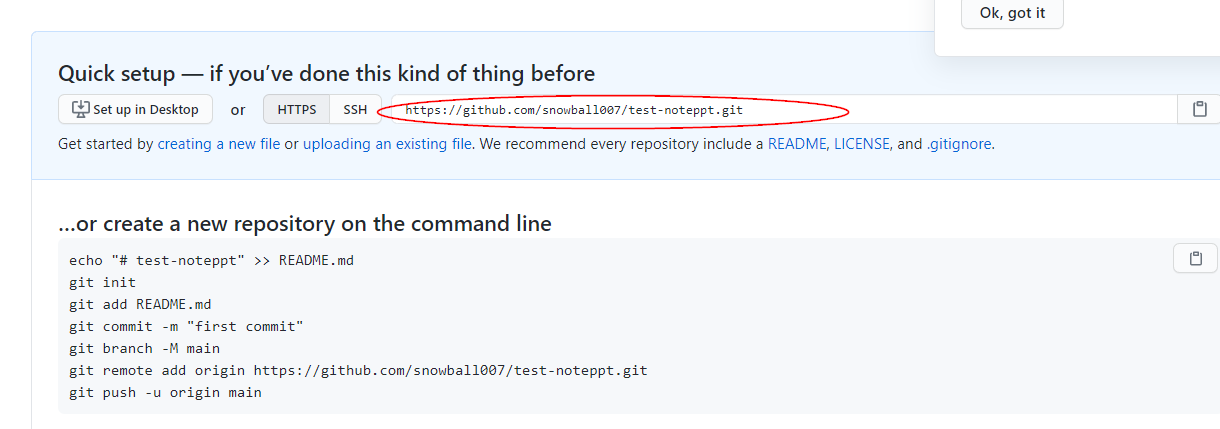 Ok, got it
Quick setup — if you’ve done this kind of thing before
Set up in Desktop or HTTPS SSH https://github.com/snowball007/test-noteppt.git
Get started by creating a new file or uploading an existing file. We recommend every repository include a README, LICENSE, and .gitignore.
…or create a new repository on the command line
echo "# test-noteppt" >> README.md
git init
git add README.md
git commit -m "first commit"
git branch -M main
git remote add origin https://github.com/snowball007/test-noteppt.git
git push -u origin main